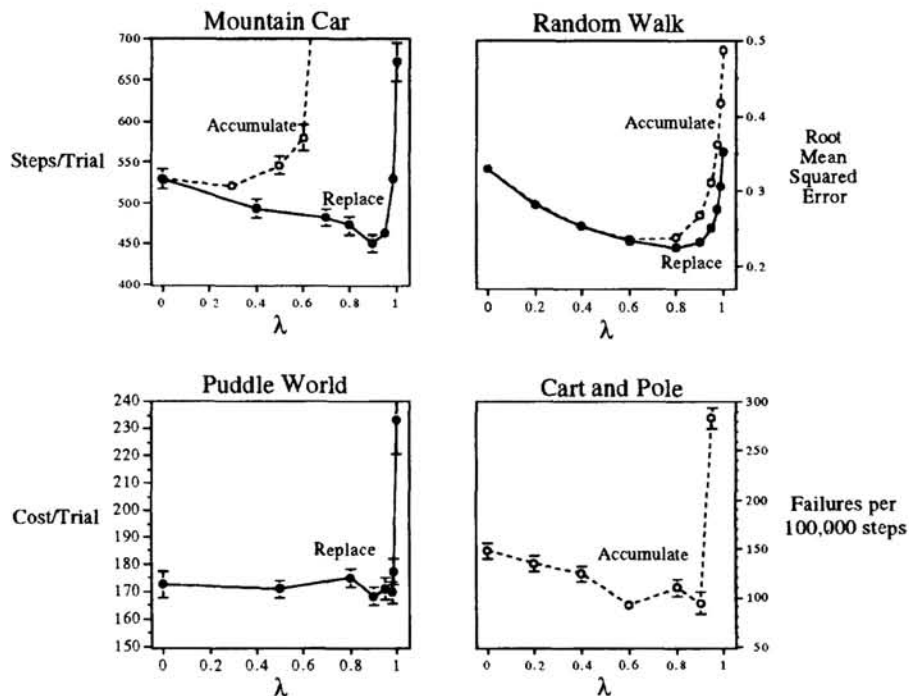 Mountain Car
700
650
600
550
500
450
400
Steps/Trial
Accumulate
Replace
0
0.2
0.4
0.6
0.8
1
λ
Random Walk
0.5
0.4
0.3
0.2
Accumulate
Replace
Root
Mean
Squared
Error
0
0.2
0.4
0.6
0.8
1
λ
Puddle World
240
230
220
210
200
190
180
170
160
150
Cost/Trial
Replace
0
0.2
0.4
0.6
0.8
1
λ
Cart and Pole
300
250
200
150
100
50
Accumulate
Failures per
100,000 steps
0
0.2
0.4
0.6
0.8
1
λ